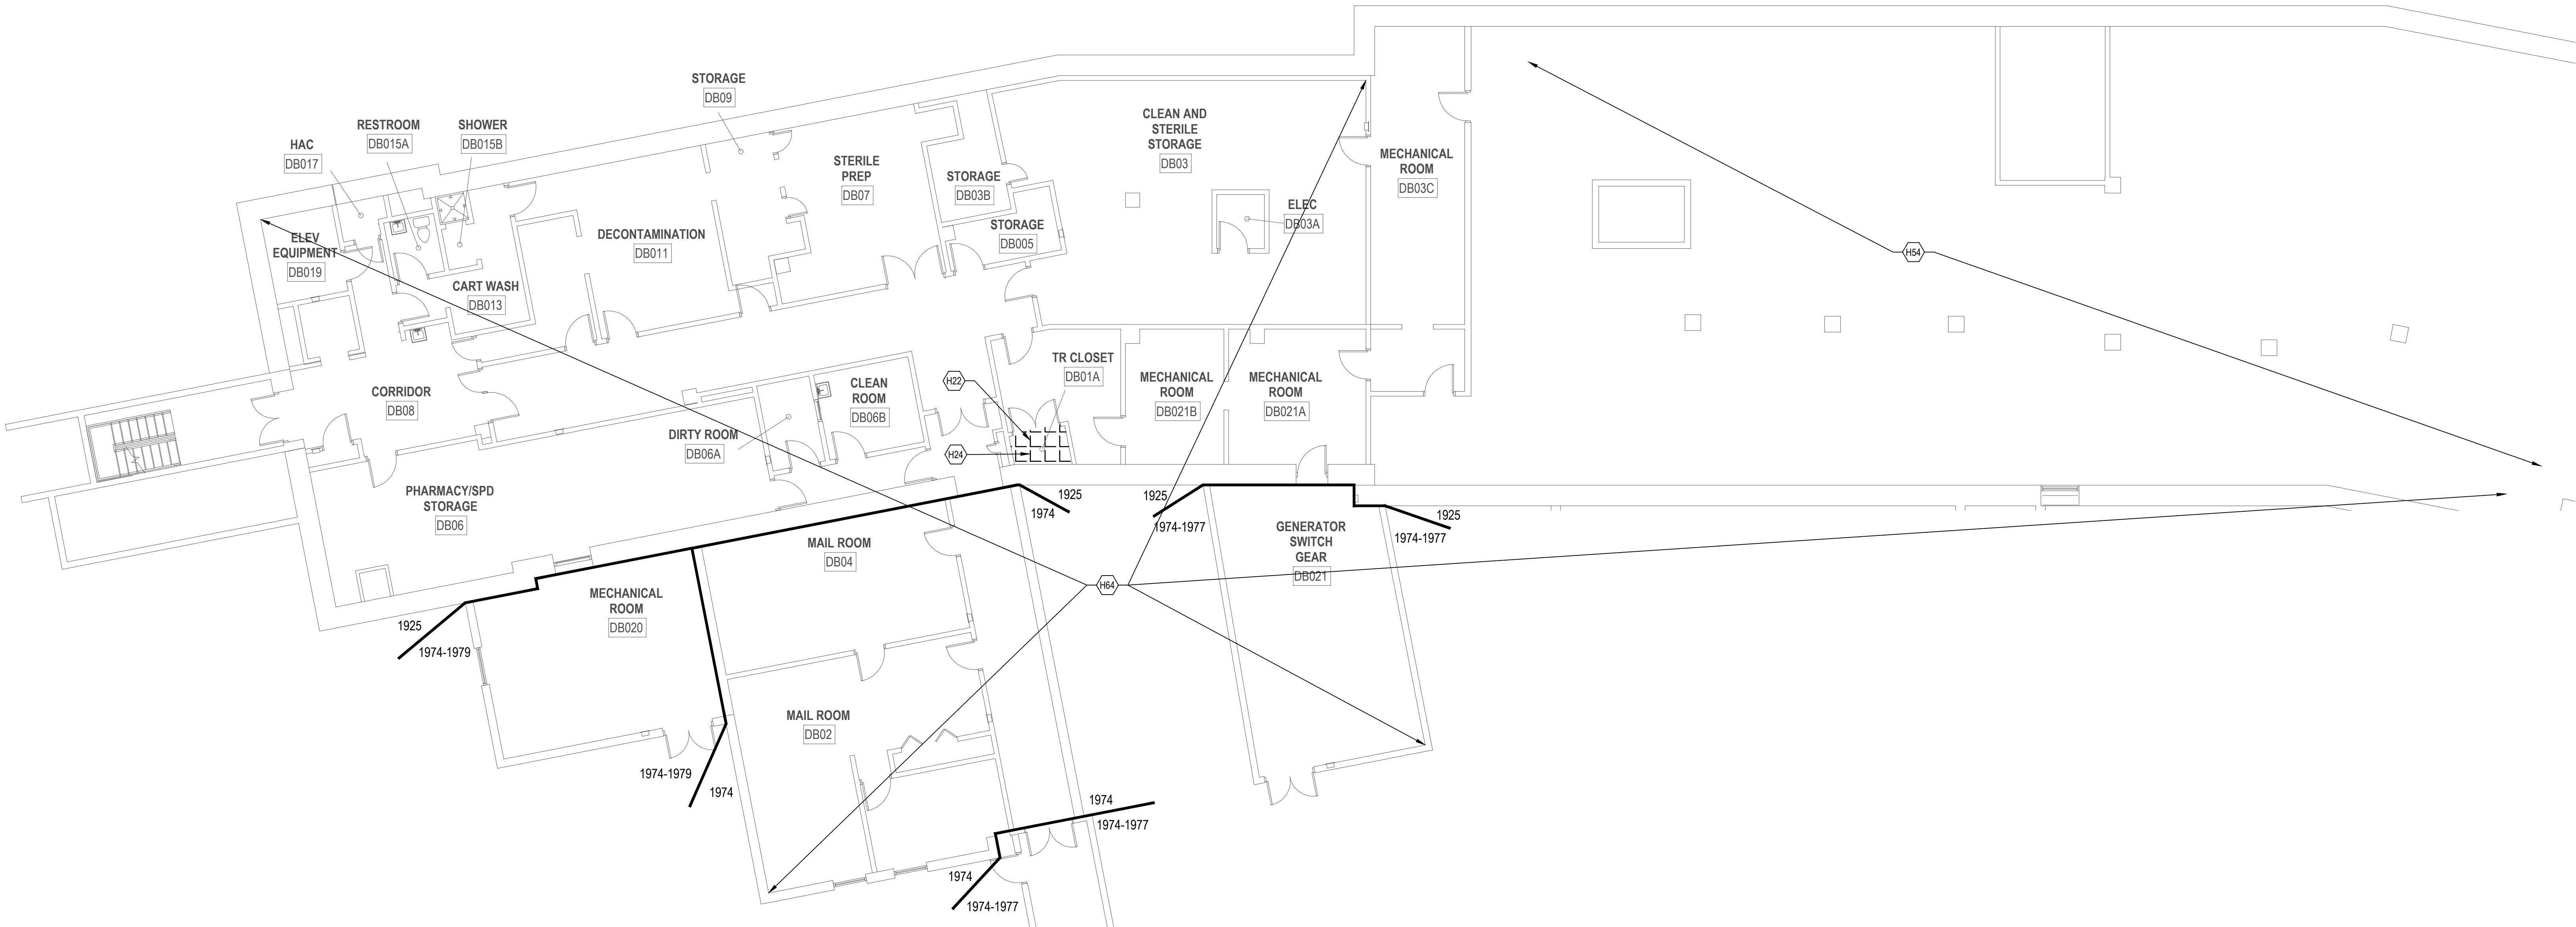 STORAGE
DB09
RESTROOM
DB015A
SHOWER
DB015B
HAC
DB017
CLEAN AND
STERILE
STORAGE
DB03
STERILE
PREP
DB07
STORAGE
DB03B
MECHANICAL
ROOM
DB03C
ELEC
DB03A
STORAGE
DB005
DECONTAMINATION
DB011
ELEV
EQUIPMENT
DB019
H54
CART WASH
DB013
TR CLOSET
DB01A
H22
MECHANICAL
ROOM
DB021B
MECHANICAL
ROOM
DB021A
CORRIDOR
DB08
CLEAN
ROOM
DB06B
DIRTY ROOM
DB06A
H24
PHARMACY/SPD
STORAGE
DB06
1925
1974
1925
1974-1977
1925
1974-1977
GENERATOR
SWITCH
GEAR
DB021
MAIL ROOM
DB04
H64
MECHANICAL
ROOM
DB020
1925
1974-1979
MAIL ROOM
DB02
1974-1979
1974
1974
1974-1977
1974
1974-1977